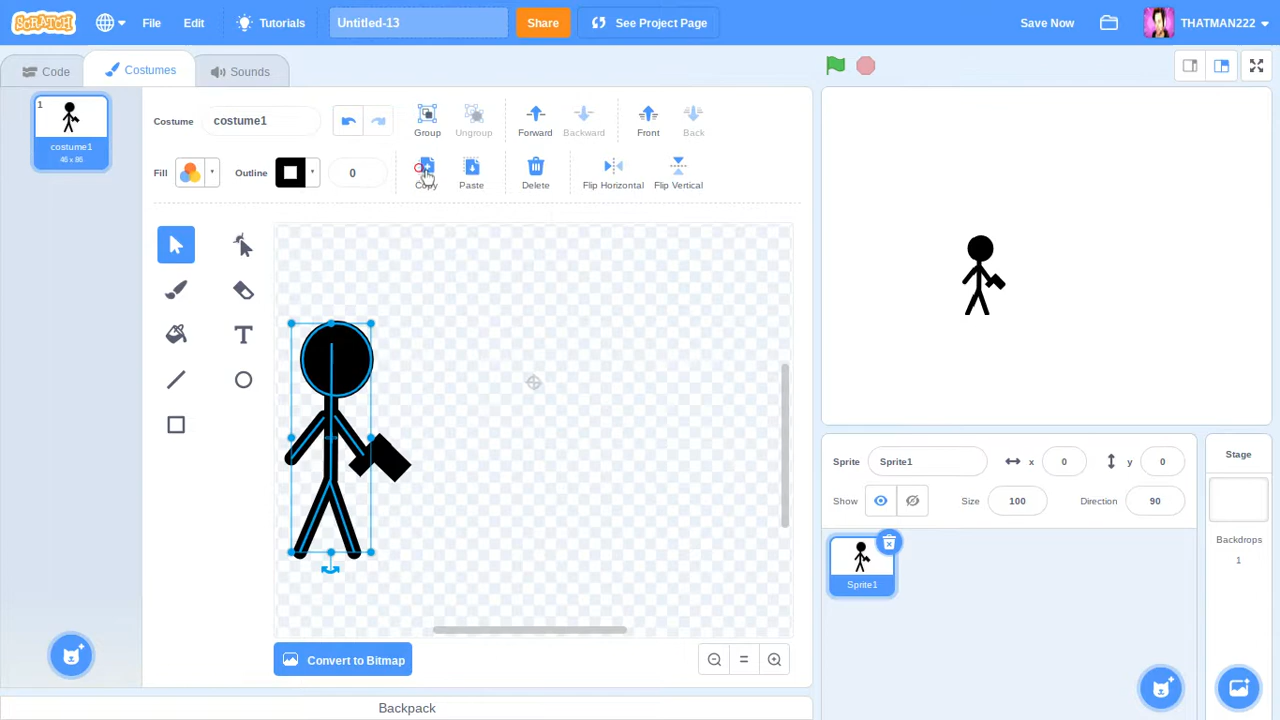 SCRATCH
File
Edit
Tutorials
Untitled-13
Share
See Project Page
Save Now
THATMAN222
Code
Costumes
Sounds
1
costume1
46 x 86
Costume
costume1
Group
Ungroup
Forward
Backward
Front
Back
Fill
Outline
0
Copy
Paste
Delete
Flip Horizontal
Flip Vertical
T
Convert to Bitmap
Backpack
Sprite
Sprite1
x
0
y
0
Show
Size
100
Direction
90
Sprite1
Stage
Backdrops
1